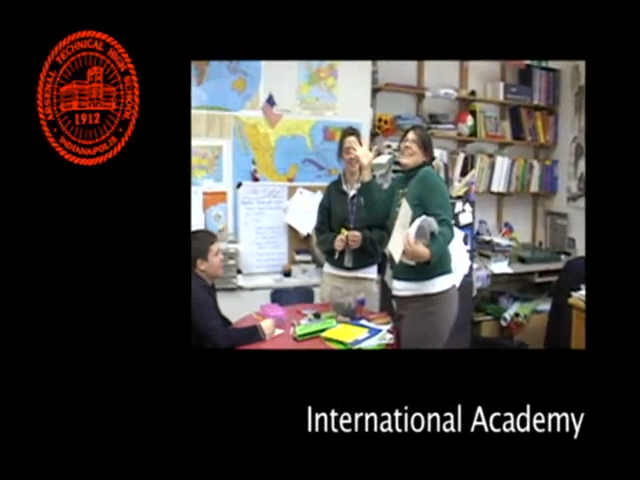 ARSENAL TECHNICAL HIGH SCHOOL
1912
INDIANAPOLIS
International Academy